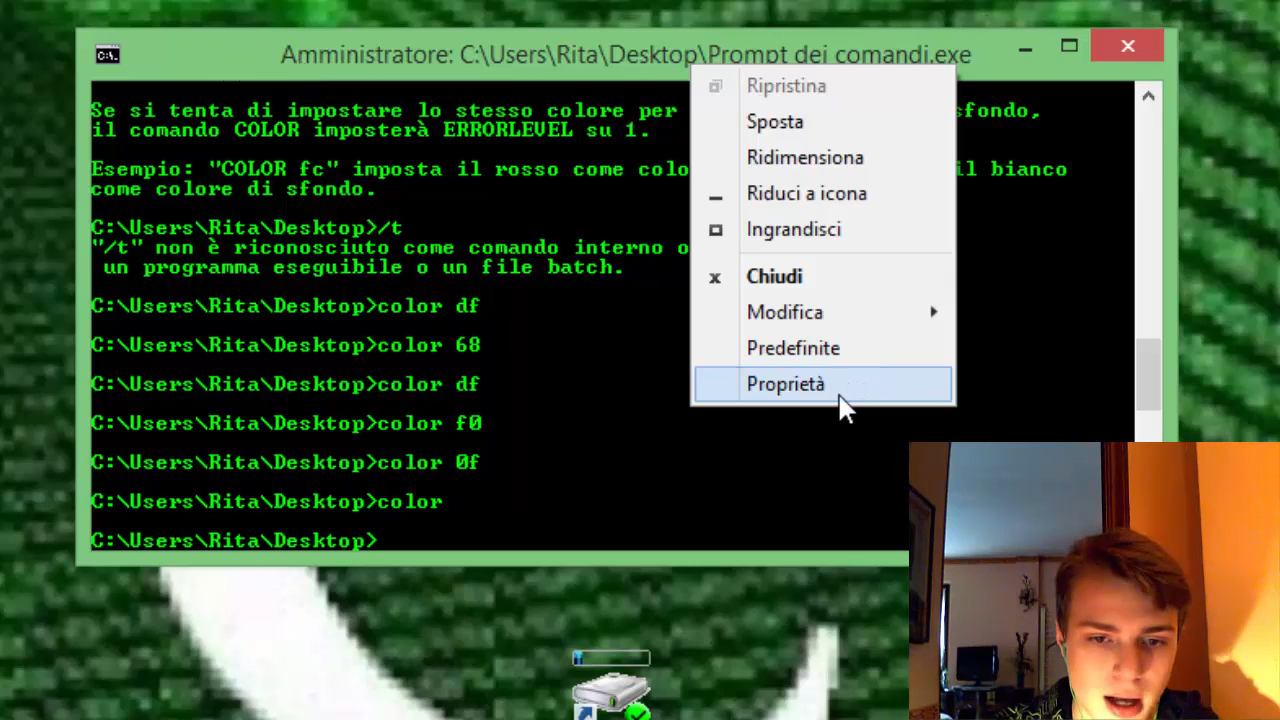 Amministratore: C:\Users\Rita\Desktop\Prompt dei comandi.exe
Se si tenta di impostare lo stesso colore per sfondo,
il comando COLOR imposterà ERRORLEVEL su 1.
Esempio: "COLOR fc" imposta il rosso come colo il bianco
come colore di sfondo.
C:\Users\Rita\Desktop>/t
"/t" non è riconosciuto come comando interno o
un programma eseguibile o un file batch.
C:\Users\Rita\Desktop>color df
C:\Users\Rita\Desktop>color 68
C:\Users\Rita\Desktop>color df
C:\Users\Rita\Desktop>color f0
C:\Users\Rita\Desktop>color 0f
C:\Users\Rita\Desktop>color
C:\Users\Rita\Desktop>
Ripristina
Sposta
Ridimensiona
Riduci a icona
Ingrandisci
Chiudi
Modifica
Predefinite
Proprietà